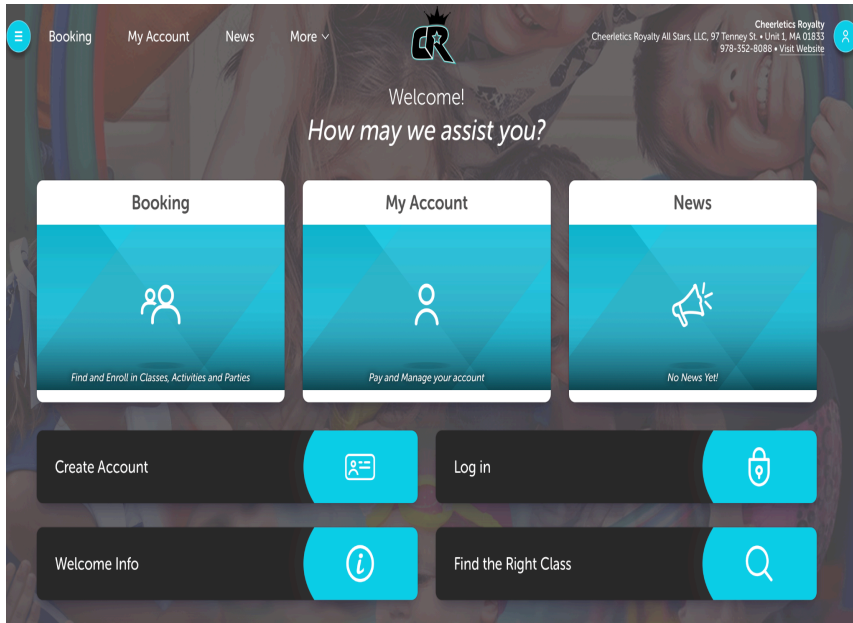 Booking
My Account
News
More
CR
Cheerletics Royalty
Cheerletics Royalty All Stars, LLC, 97 Tenney St. • Unit 1, MA 01833
978-352-8088 • Visit Website
Welcome!
How may we assist you?
Booking
My Account
News
Find and Enroll in Classes, Activities and Parties
Pay and Manage your account
No News Yet!
Create Account
Log in
Welcome Info
i
Find the Right Class